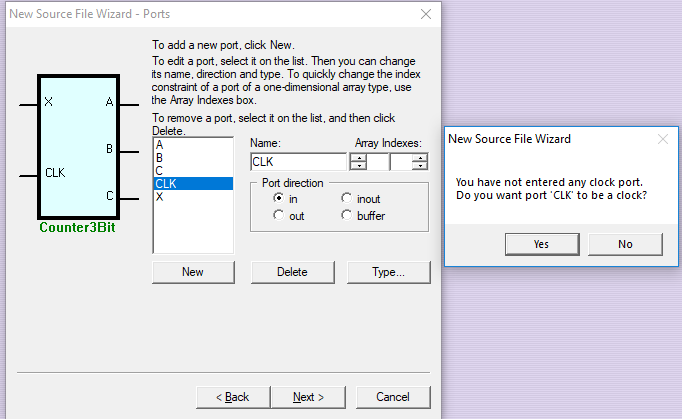 New Source File Wizard - Ports
To add a new port, click New.
To edit a port, select it on the list. Then you can change
its name, direction and type. To quickly change the index
constraint of a port of a one-dimensional array type, use
the Array Indexes box.
To remove a port, select it on the list, and then click
Delete.
X
A
B
CLK
C
Counter3Bit
A
B
C
CLK
X
Name:
Array Indexes:
CLK
Port direction
in
inout
out
buffer
New
Delete
Type...
< Back
Next >
Cancel
New Source File Wizard
You have not entered any clock port.
Do you want port 'CLK' to be a clock?
Yes
No